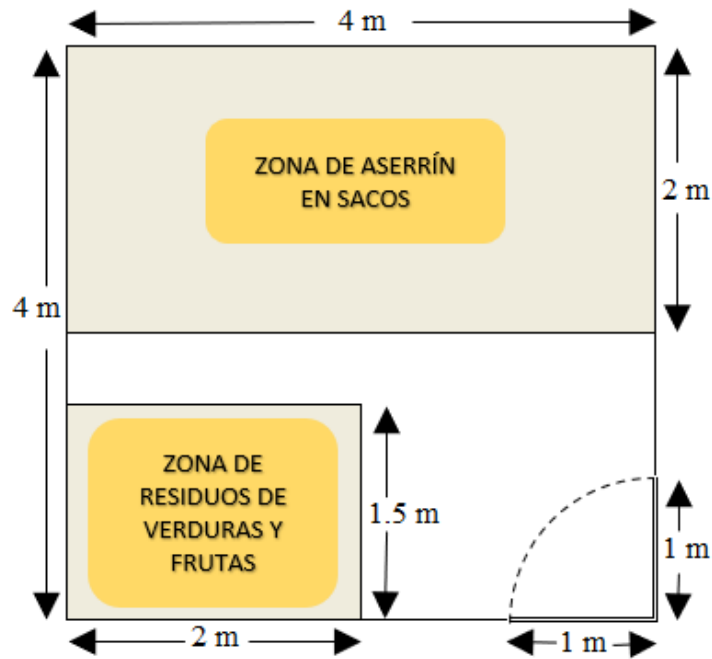 4 m
ZONA DE ASERRÍN
EN SACOS
2 m
4 m
ZONA DE
RESIDUOS DE
VERDURAS Y
FRUTAS
1.5 m
1 m
2 m
1 m